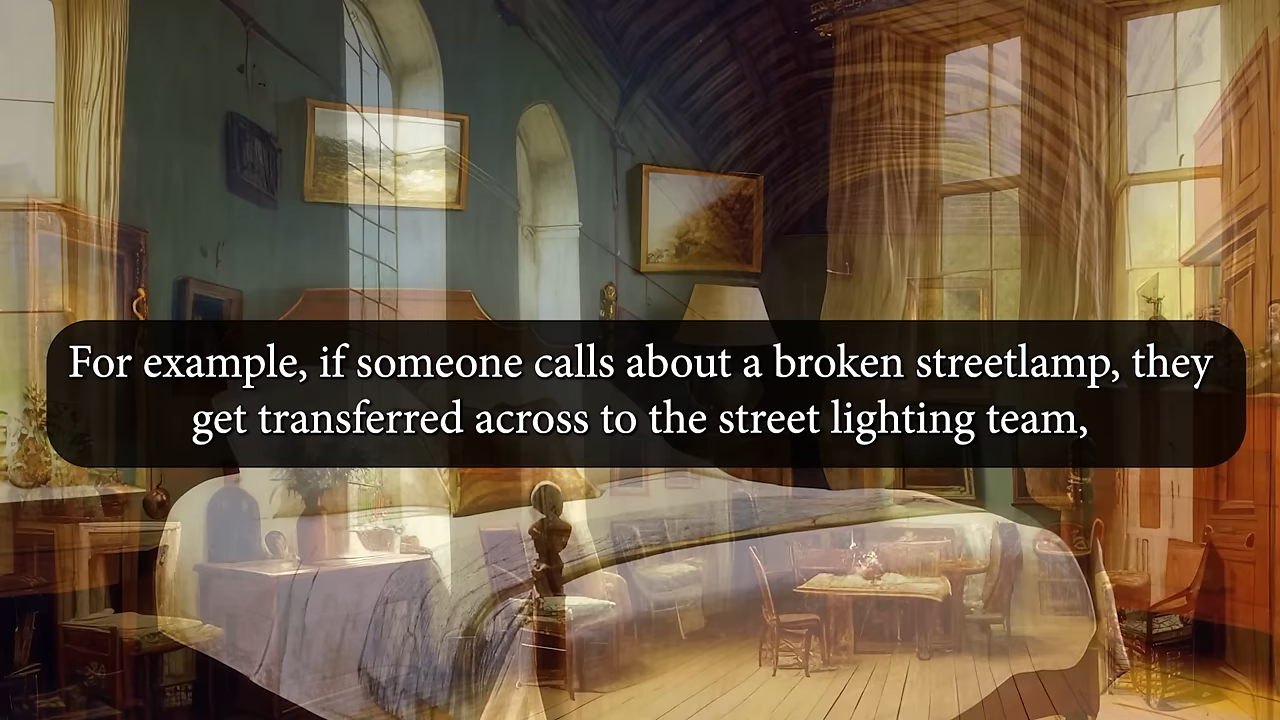 For example, if someone calls about a broken streetlamp, they
get transferred across to the street lighting team,